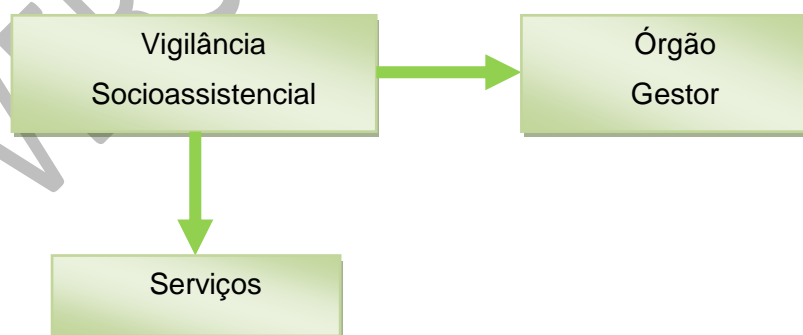 Vigilância
Socioassistencial
Órgão
Gestor
Serviços